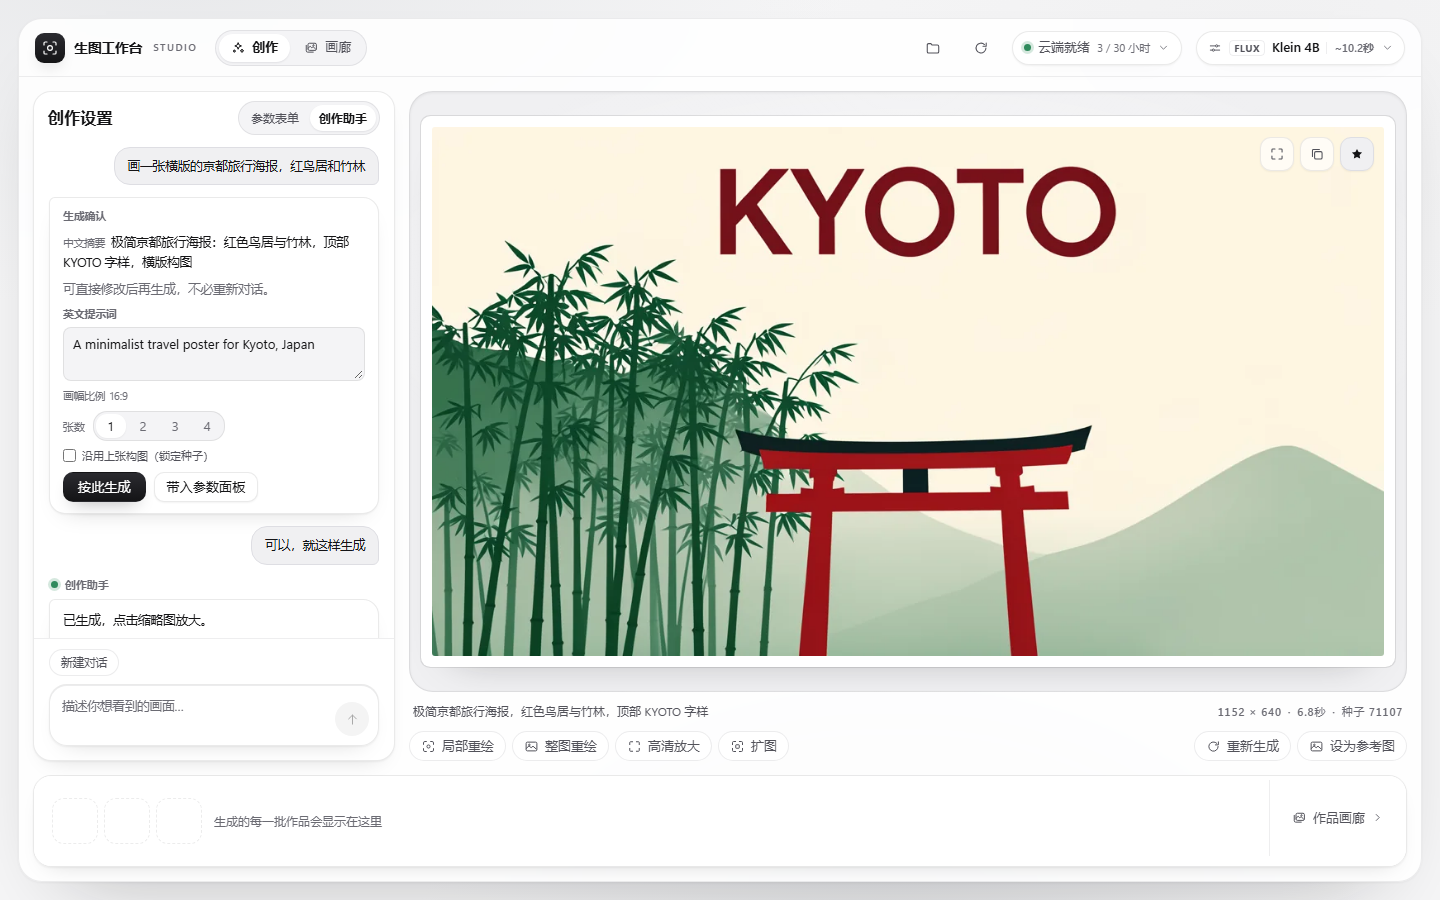 生图工作台 STUDIO 创作 画廊 云端就绪 3 / 30 小时 FLUX Klein 4B ~10.2秒
创作设置 参数表单 创作助手
画一张横版的京都旅行海报，红鸟居和竹林
生成确认
中文摘要 极简京都旅行海报：红色鸟居与竹林，顶部
KYOTO 字样，横版构图
可直接修改后再生成，不必重新对话。
英文提示词
A minimalist travel poster for Kyoto, Japan
画幅比例 16:9
张数 1 2 3 4
沿用上张构图（锁定种子）
按此生成 带入参数面板
可以，就这样生成
创作助手
已生成，点击缩略图放大。
新建对话
描述你想看到的画面...
KYOTO
极简京都旅行海报，红色鸟居与竹林，顶部 KYOTO 字样 1152 × 640 · 6.8秒 · 种子 71107
局部重绘 整图重绘 高清放大 扩图 重新生成 设为参考图
生成的每一批作品会显示在这里 作品画廊